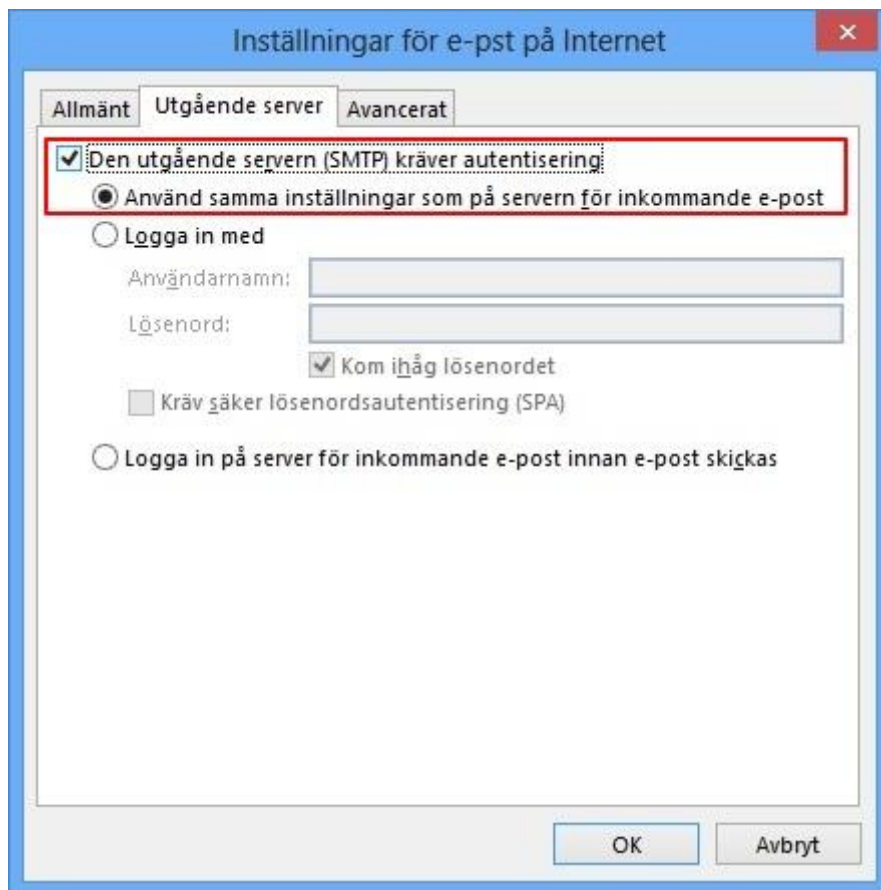 Inställningar för e-pst på Internet
Allmänt Utgående server Avancerat
Den utgående servern (SMTP) kräver autentisering
Använd samma inställningar som på servern för inkommande e-post
Logga in med
Användarnamn:
Lösenord:
Kom ihåg lösenordet
Kräv säker lösenordsautentisering (SPA)
Logga in på server för inkommande e-post innan e-post skickas
OK Avbryt